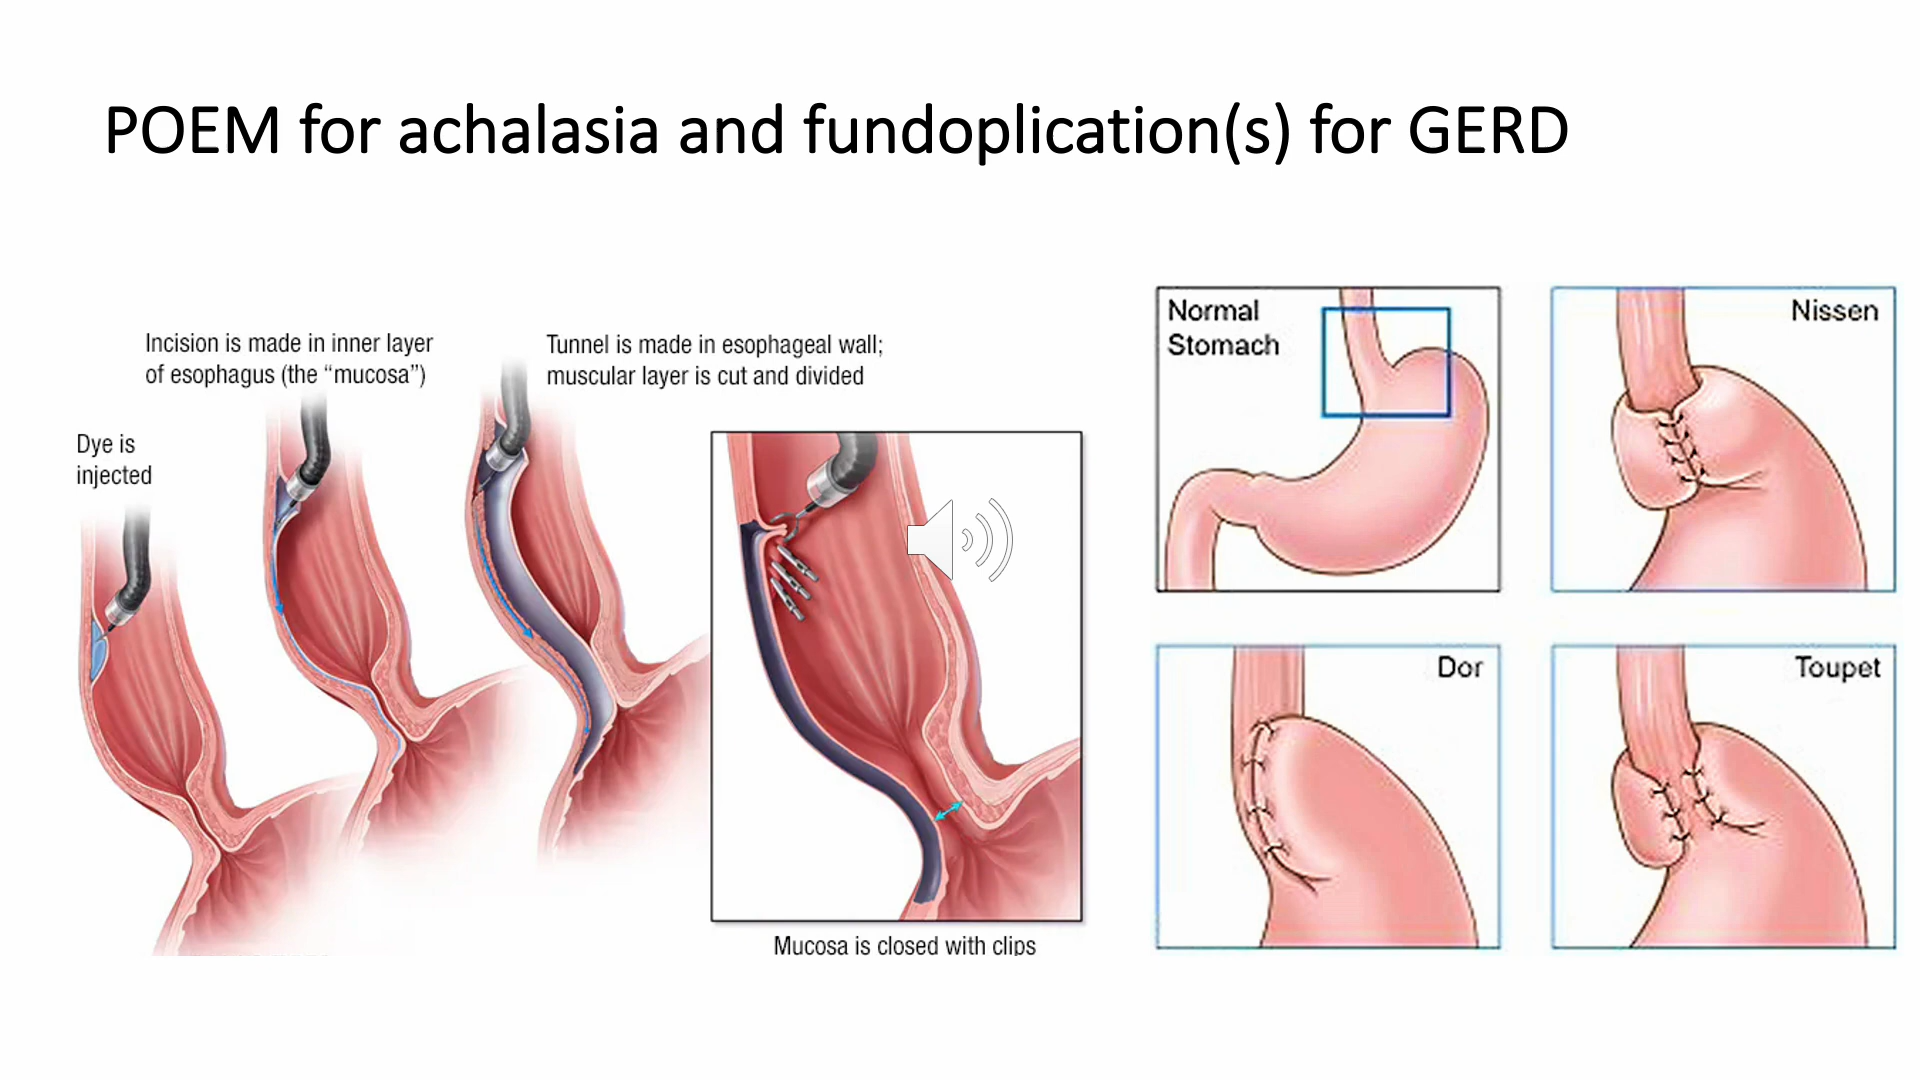 POEM for achalasia and fundoplication(s) for GERD
Incision is made in inner layer
of esophagus (the “mucosa”)
Tunnel is made in esophageal wall;
muscular layer is cut and divided
Dye is
injected
Mucosa is closed with clips
Normal
Stomach
Nissen
Dor
Toupet